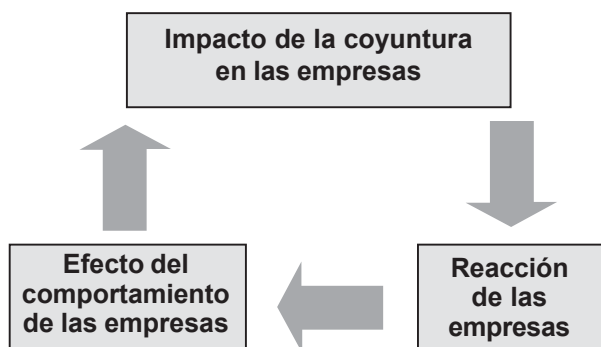 Impacto de la coyuntura
en las empresas
Efecto del
comportamiento
de las empresas
Reacción
de las
empresas